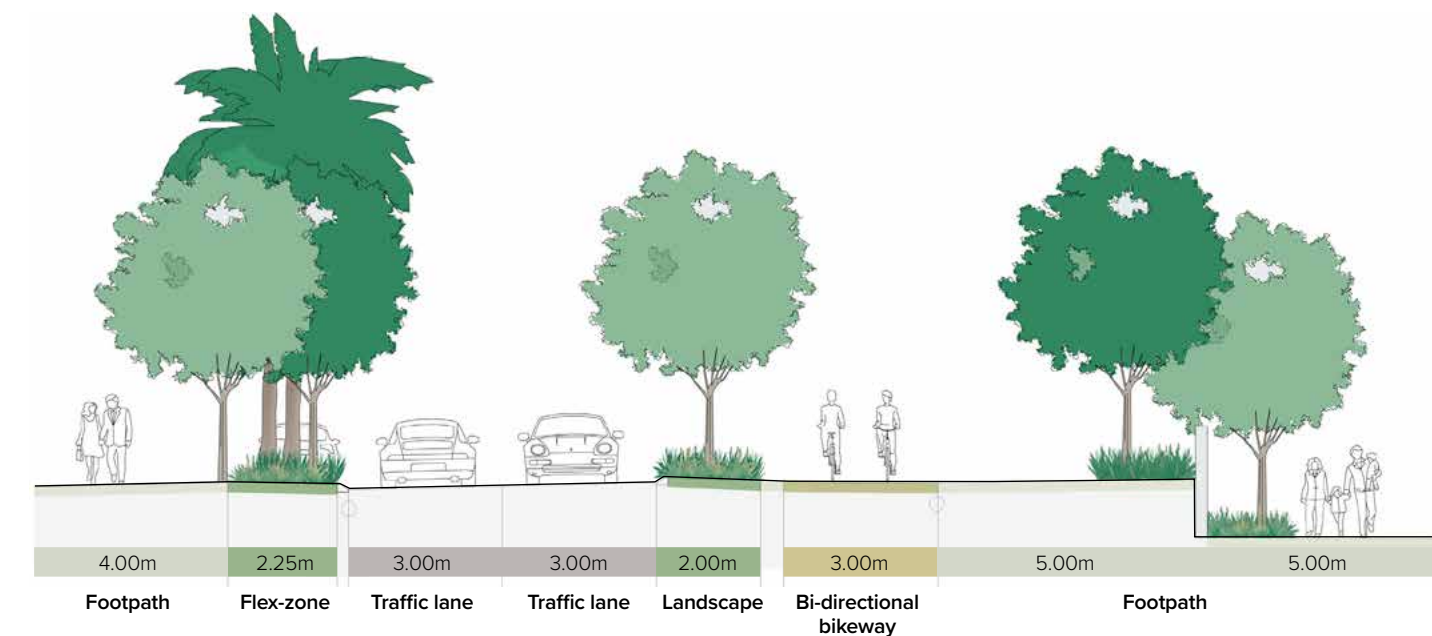 4.00m 2.25m 3.00m 3.00m 2.00m 3.00m 5.00m 5.00m
Footpath Flex-zone Traffic lane Traffic lane Landscape Bi-directional Footpath
bikeway